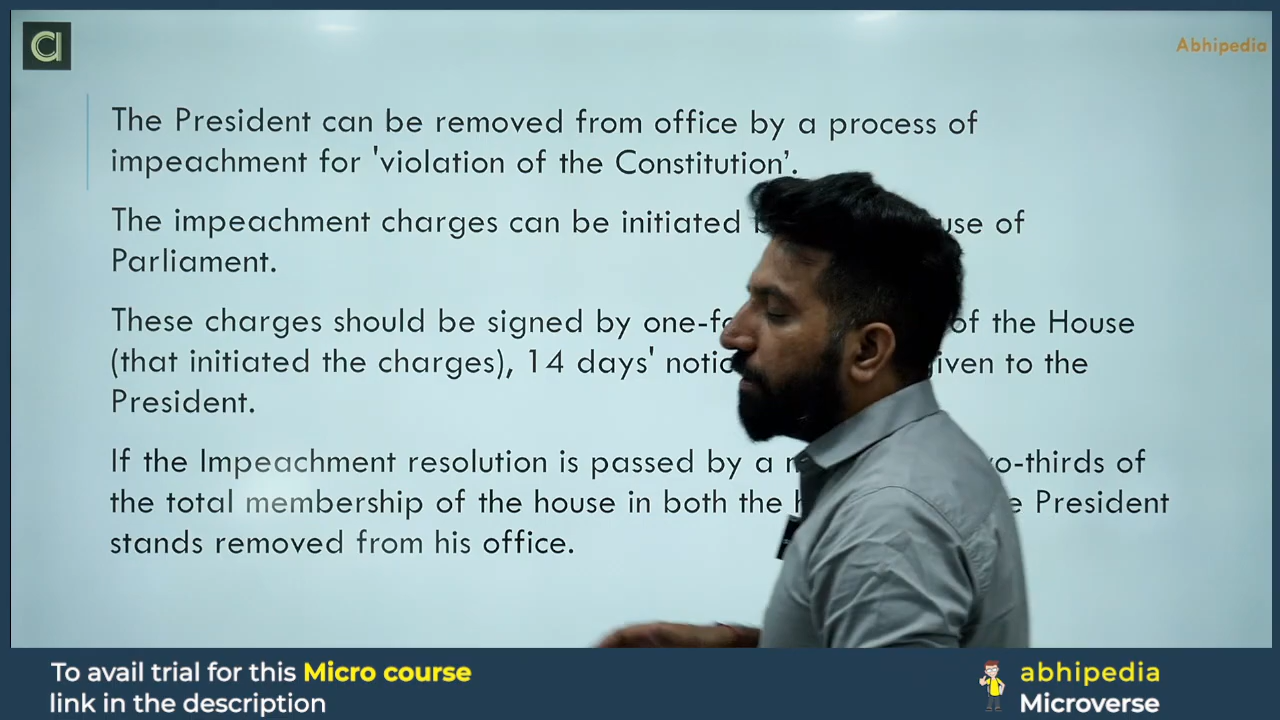 Abhipedia
The President can be removed from office by a process of
impeachment for 'violation of the Constitution’.
The impeachment charges can be initiated of
Parliament.
These charges should be signed by of the House
(that initiated the charges), 14 days' to the
President.
If the Impeachment resolution is passed by a of
the total membership of the house in both the President
stands removed from his office.
To avail trial for this Micro course
link in the description
abhipedia
Microverse